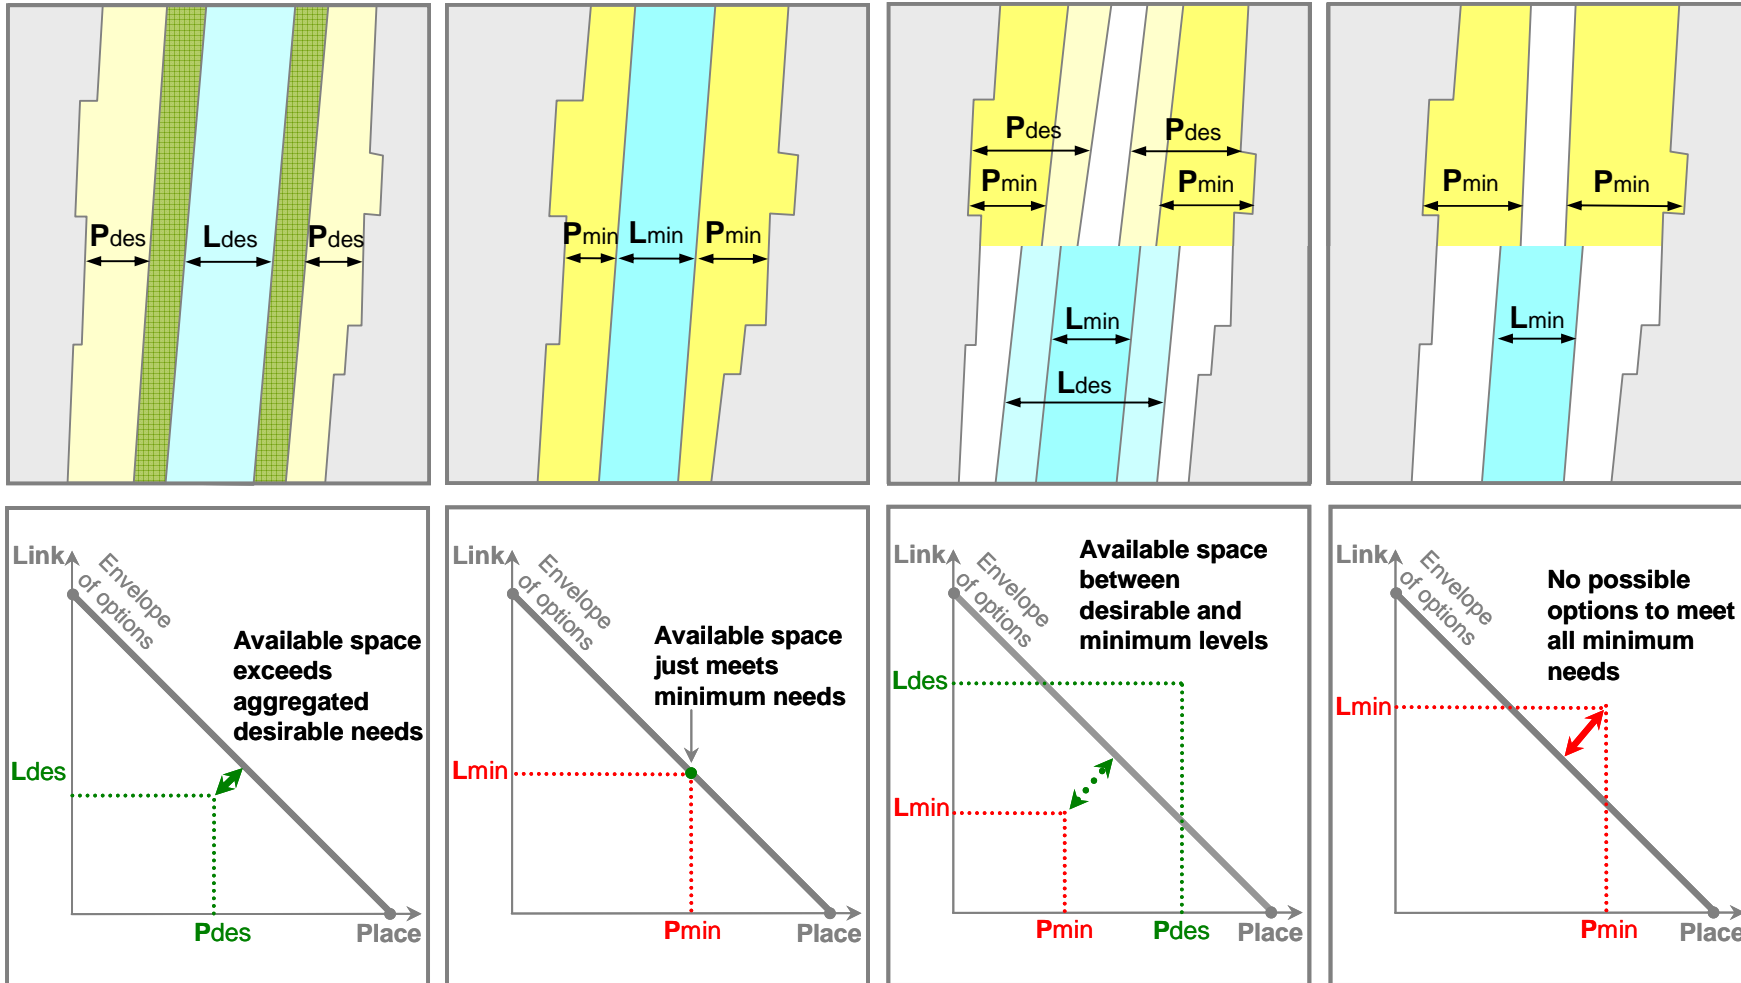 Pdes
Ldes
Pdes
Pmin
Lmin
Pmin
Pdes
Pdes
Pmin
Pmin
Lmin
Ldes
Pmin
Pmin
Lmin
Link
Envelope
of options
Available space
exceeds
aggregated
desirable needs
Ldes
Pdes
Place
Link
Envelope
of options
Available space
just meets
minimum needs
Lmin
Pmin
Place
Link
Envelope
of options
Available space
between
desirable and
minimum levels
Ldes
Lmin
Pmin
Pdes
Place
Link
Envelope
of options
No possible
options to meet
all minimum
needs
Lmin
Pmin
Place